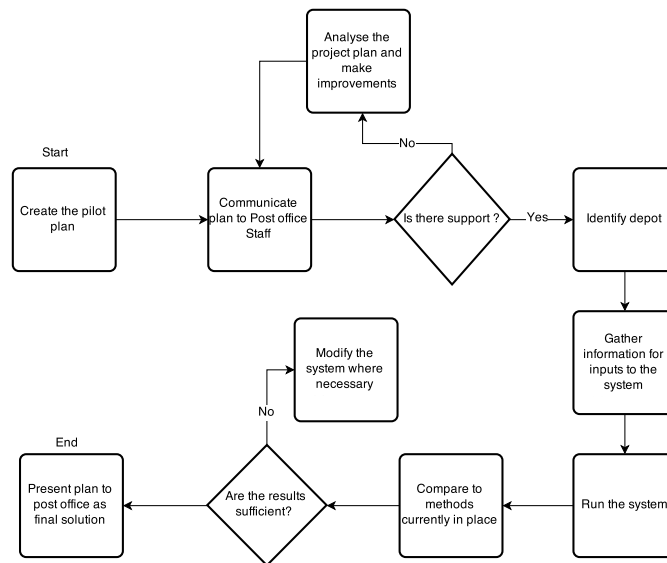 Analyse the
project plan and
make
improvements
No
Start
Create the pilot
plan
Communicate
plan to Post office
Staff
Is there support ?
Yes
Identify depot
Gather
information for
inputs to the
system
Modify the
system where
necessary
No
End
Present plan to
post office as
final solution
Are the results
sufficient?
Compare to
methods
currently in place
Run the system